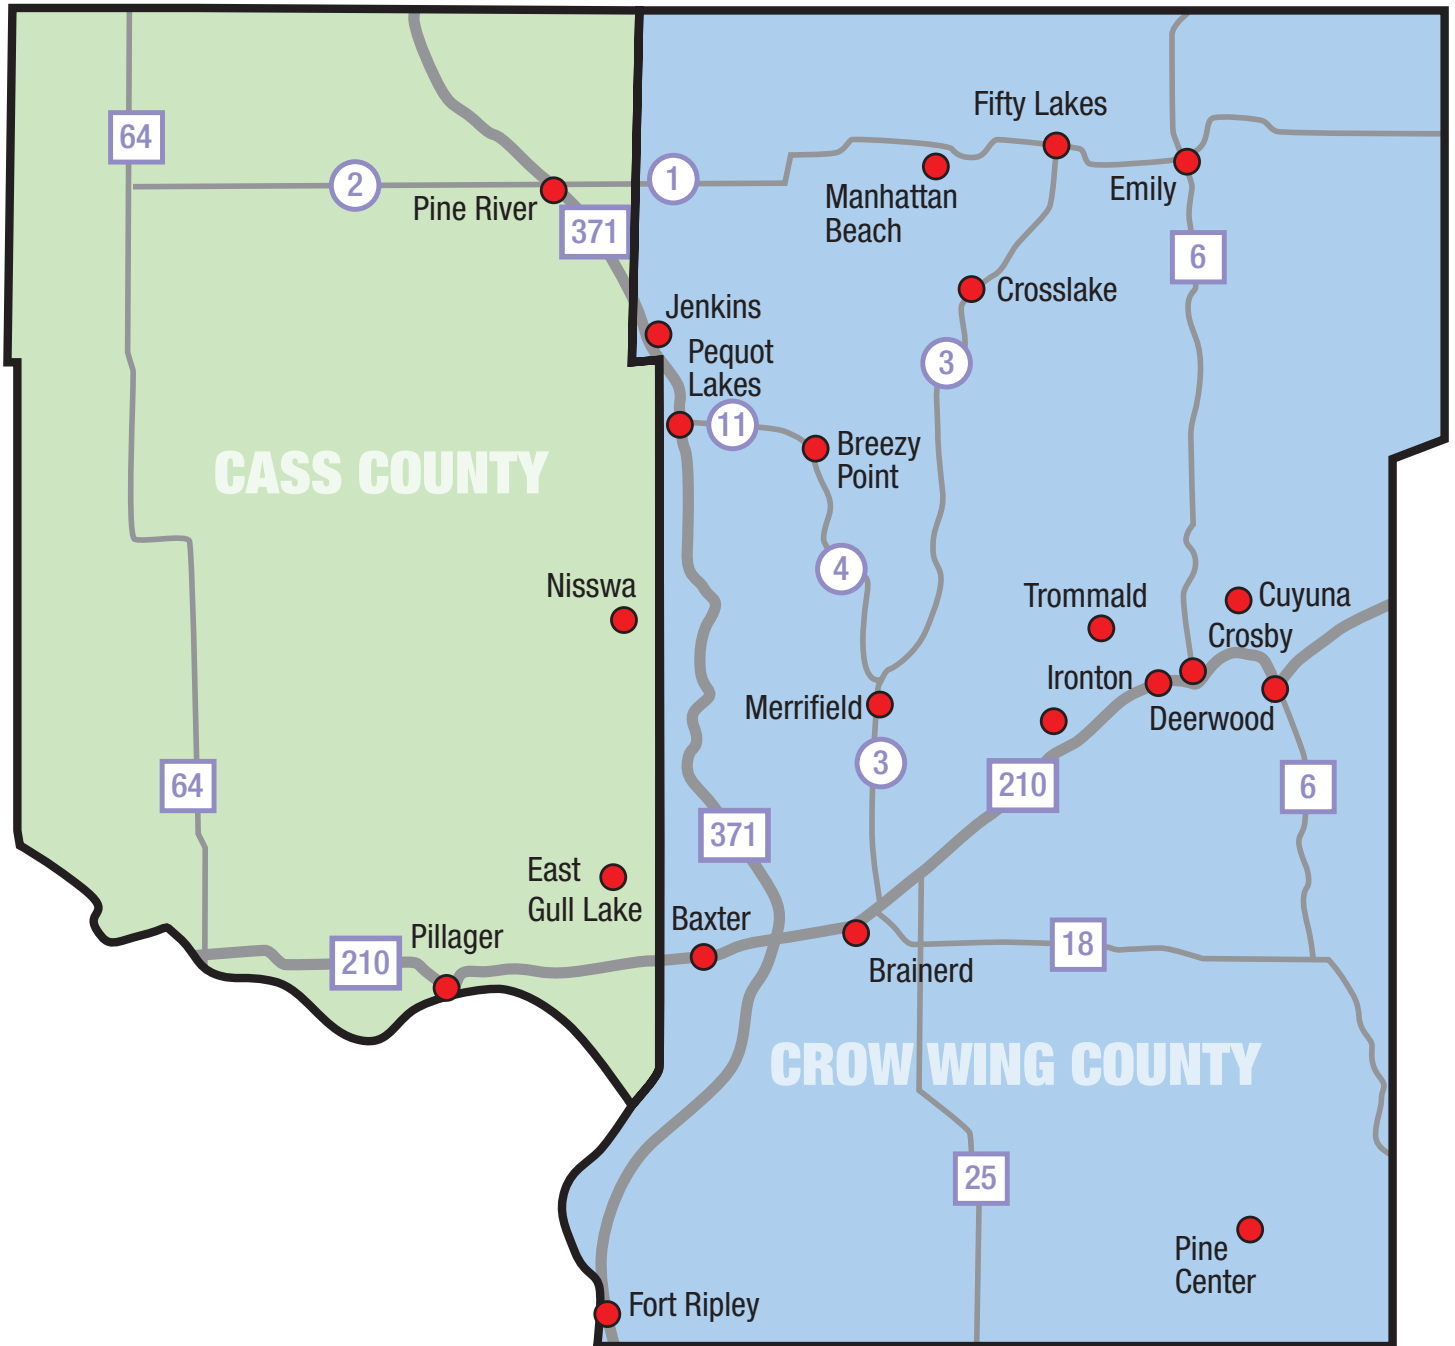 Fifty Lakes
64
2
1
Pine River
371
Manhattan
Beach
Emily
6
Crosslake
Jenkins
Pequot
Lakes
3
11
Breezy
Point
CASS COUNTY
4
Nisswa
Trommald
Cuyuna
Crosby
Ironton
Merrifield
Deerwood
3
210
6
64
371
East
Gull Lake
Baxter
Pillager
210
18
Brainerd
CROW WING COUNTY
25
Pine
Center
Fort Ripley